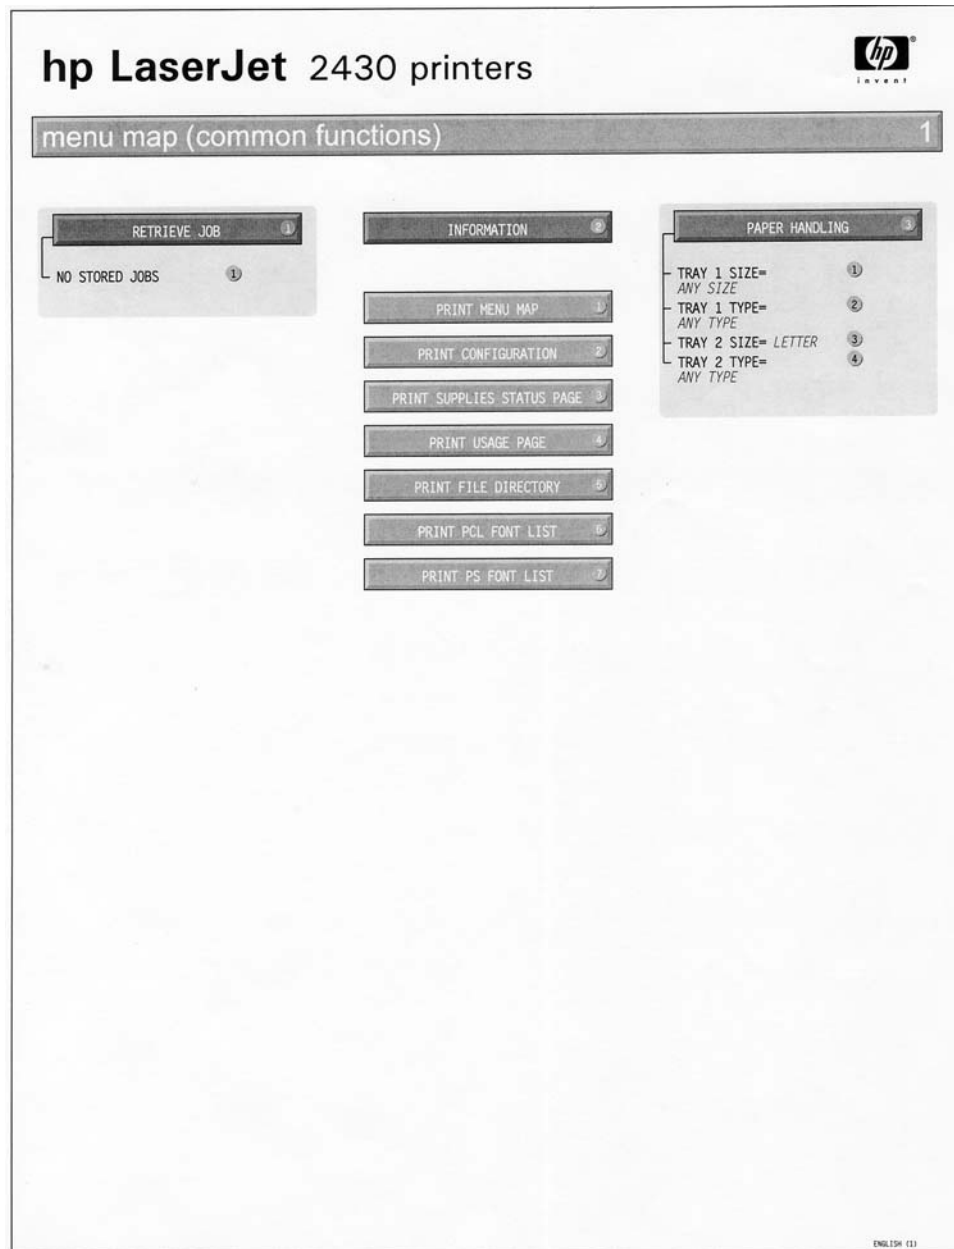 hp LaserJet 2430 printers
hp
®
invent
menu map (common functions) 1
RETRIEVE JOB 1
NO STORED JOBS 1
INFORMATION 2
PRINT MENU MAP 1
PRINT CONFIGURATION 2
PRINT SUPPLIES STATUS PAGE 3
PRINT USAGE PAGE 4
PRINT FILE DIRECTORY 5
PRINT PCL FONT LIST 6
PRINT PS FONT LIST 7
PAPER HANDLING 3
TRAY 1 SIZE= 1
ANY SIZE
TRAY 1 TYPE= 2
ANY TYPE
TRAY 2 SIZE= LETTER 3
TRAY 2 TYPE= 4
ANY TYPE
ENGLISH (1)